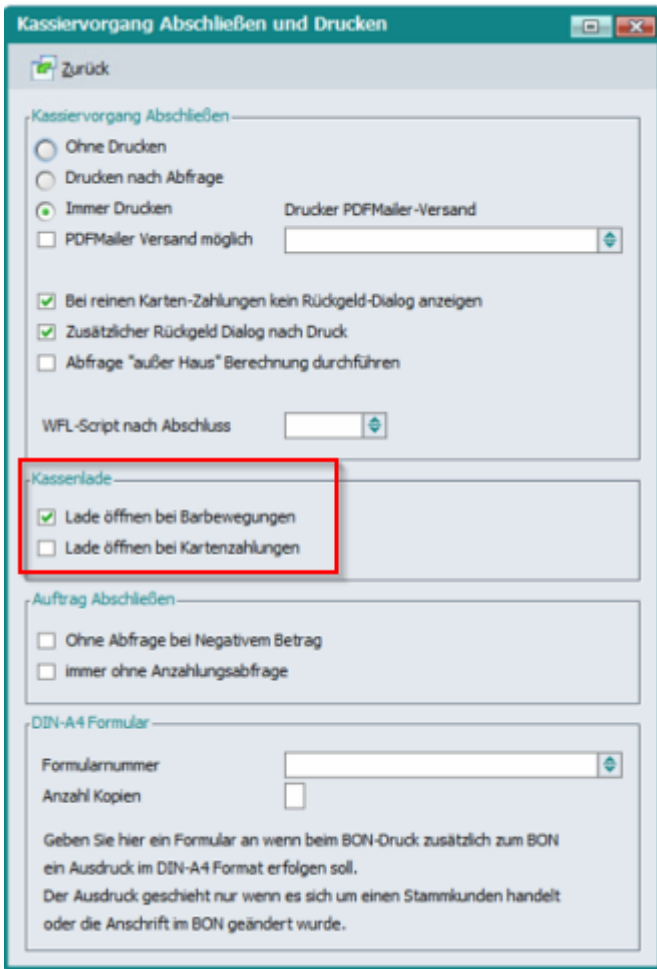 Kassiervorgang Abschließen und Drucken
Zurück
Kassiervorgang Abschließen
Ohne Drucken
Drucken nach Abfrage
Immer Drucken Drucker PDFMailer-Versand
PDFMailer Versand möglich
Bei reinen Karten-Zahlungen kein Rückgeld-Dialog anzeigen
Zusätzlicher Rückgeld Dialog nach Druck
Abfrage "außer Haus" Berechnung durchführen
WFL-Script nach Abschluss
Kassenlade
Lade öffnen bei Barbewegungen
Lade öffnen bei Kartenzahlungen
Auftrag Abschließen
Ohne Abfrage bei Negativem Betrag
immer ohne Anzahlungsabfrage
DIN-A4 Formular
Formularnummer
Anzahl Kopien
Geben Sie hier ein Formular an wenn beim BON-Druck zusätzlich zum BON
ein Ausdruck im DIN-A4 Format erfolgen soll.
Der Ausdruck geschieht nur wenn es sich um einen Stammkunden handelt
oder die Anschrift im BON geändert wurde.